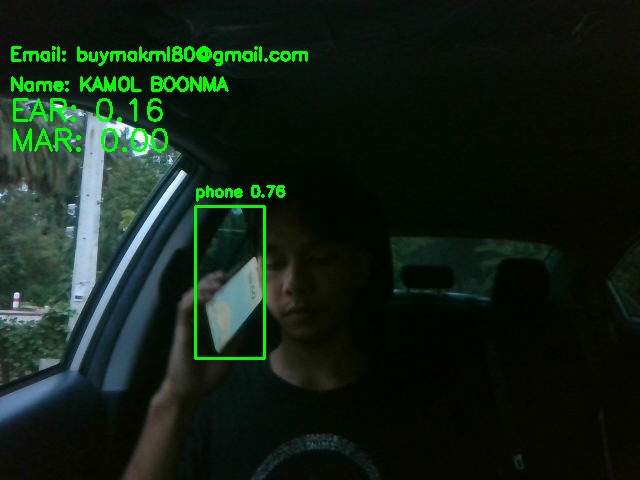 Email: buymakml80@gmail.com
Name: KAMOL BOONMA
EAR: 0.16
MAR: 0.00
phone 0.76